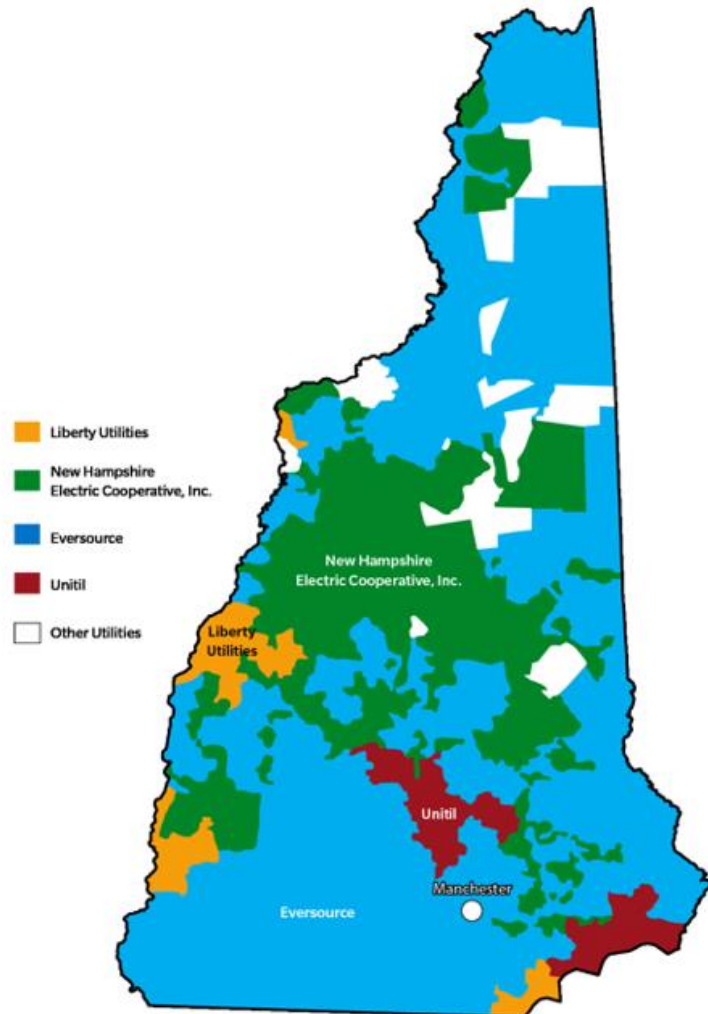 Liberty Utilities
New Hampshire
Electric Cooperative, Inc.
Eversource
Unitil
Other Utilities
New Hampshire
Electric Cooperative, Inc.
Liberty
Utilities
Unitil
Manchester
Eversource